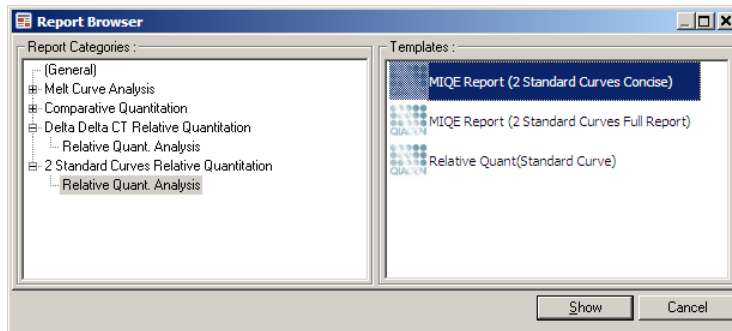 Report Browser
Report Categories :
(General)
Melt Curve Analysis
Comparative Quantitation
Delta Delta CT Relative Quantitation
Relative Quant. Analysis
2 Standard Curves Relative Quantitation
Relative Quant. Analysis
Templates :
MIQE Report (2 Standard Curves Concise)
MIQE Report (2 Standard Curves Full Report)
QIAGEN
Relative Quant(Standard Curve)
QIAGEN
Show
Cancel